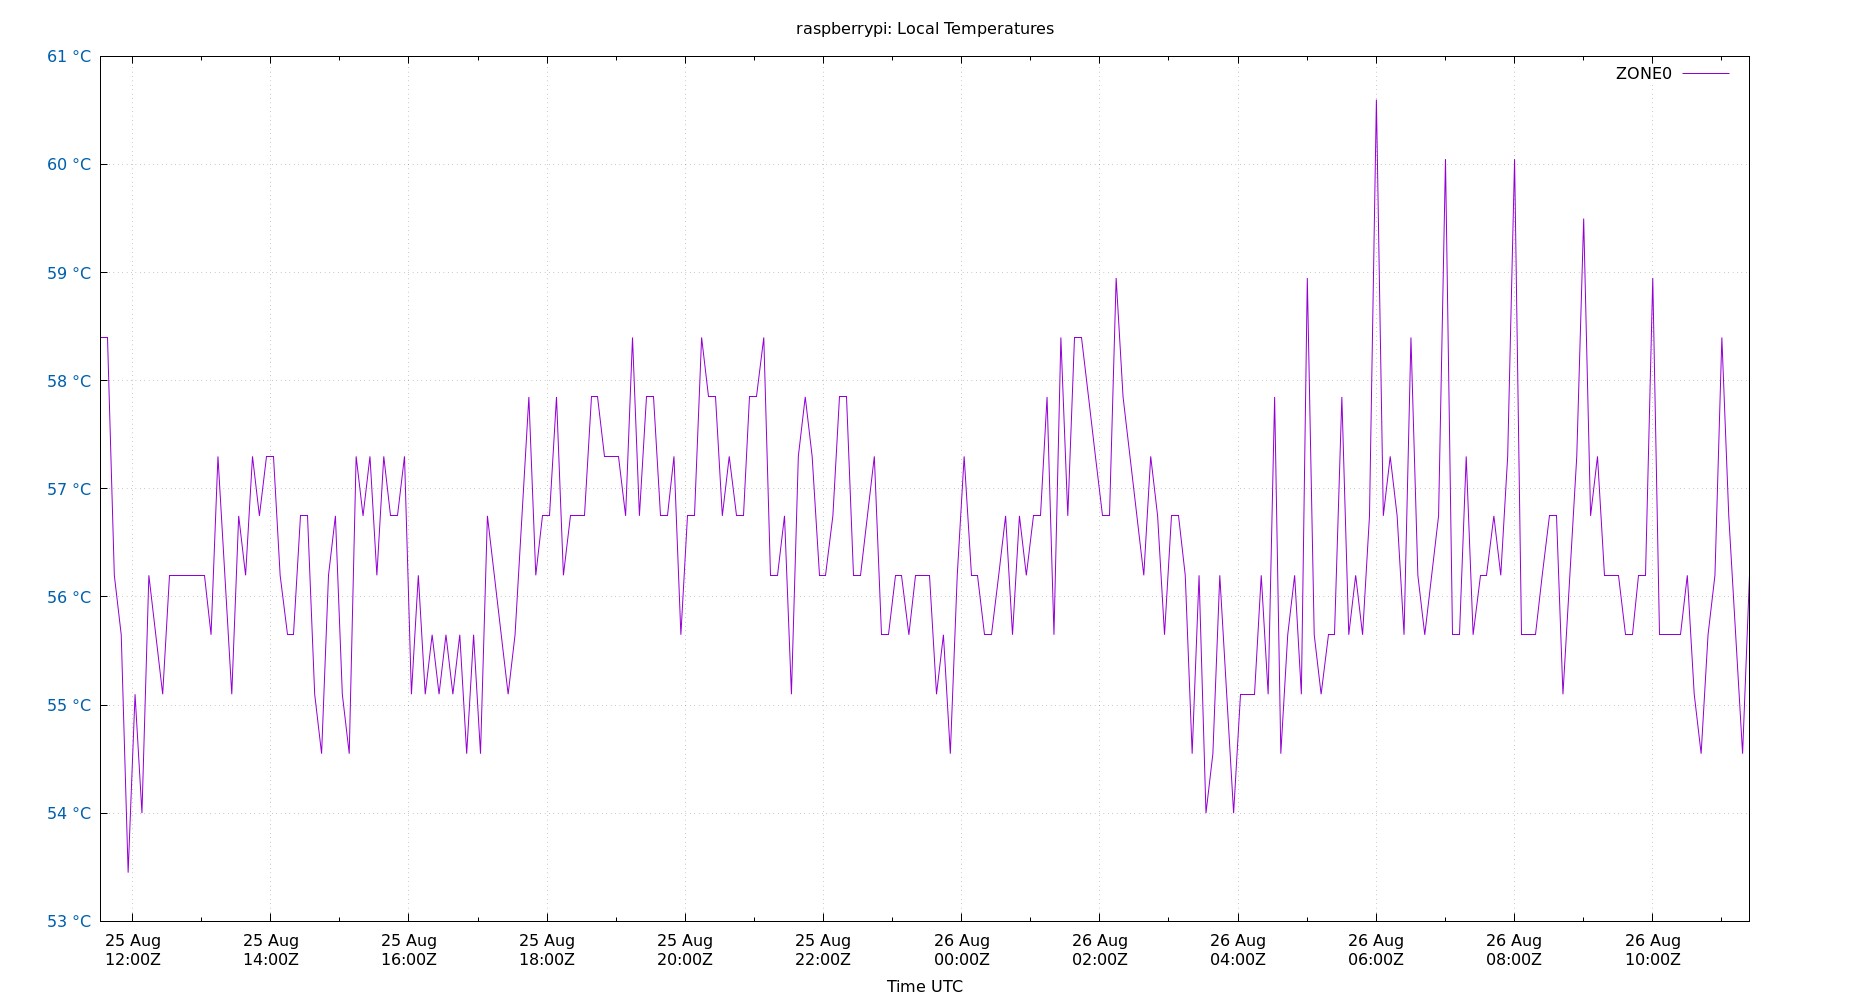 raspberrypi: Local Temperatures
61 °C
ZONE0
60 °C
59 °C
58 °C
57 °C
56 °C
55 °C
54 °C
53 °C
25 Aug 25 Aug 25 Aug 25 Aug 25 Aug 25 Aug 26 Aug 26 Aug 26 Aug 26 Aug 26 Aug 26 Aug
12:00Z 14:00Z 16:00Z 18:00Z 20:00Z 22:00Z 00:00Z 02:00Z 04:00Z 06:00Z 08:00Z 10:00Z
Time UTC